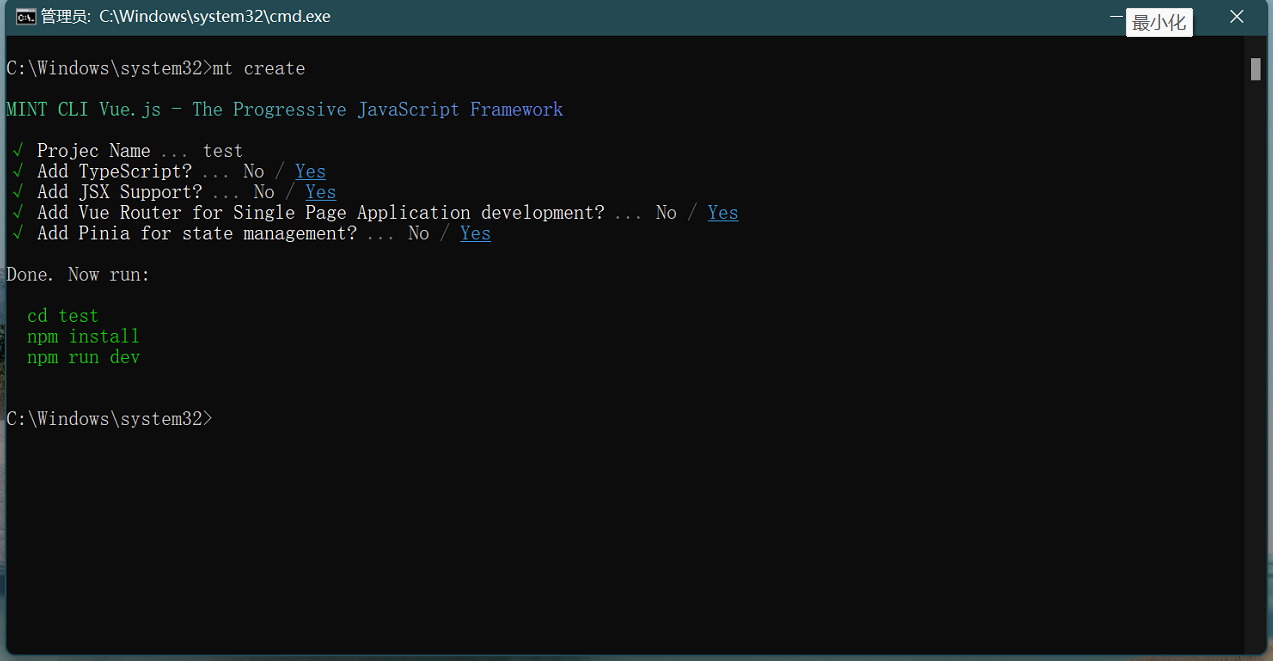 管理员: C:\Windows\system32\cmd.exe
最小化
C:\Windows\system32>mt create
MINT CLI Vue.js - The Progressive JavaScript Framework
√ Projec Name ... test
√ Add TypeScript? ... No / Yes
√ Add JSX Support? ... No / Yes
√ Add Vue Router for Single Page Application development? ... No / Yes
√ Add Pinia for state management? ... No / Yes
Done. Now run:
cd test
npm install
npm run dev
C:\Windows\system32>